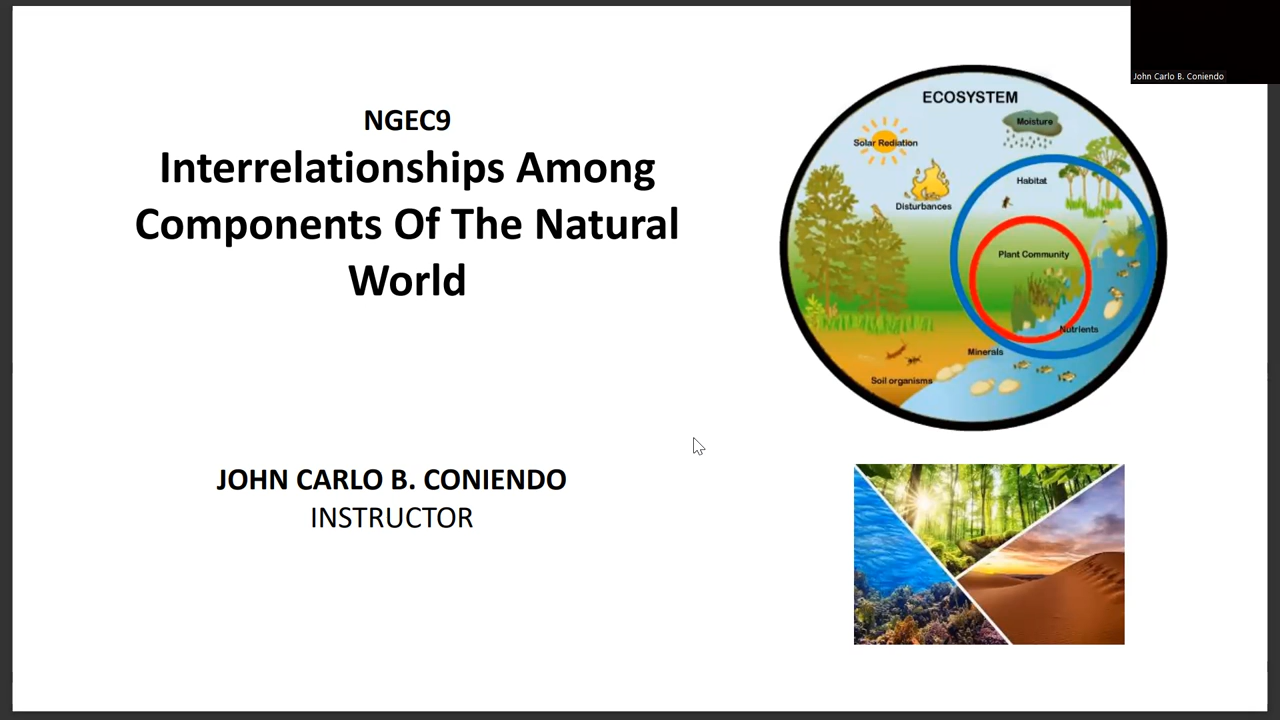 John Carlo B. Coniendo
NGEC9
Interrelationships Among
Components Of The Natural
World
JOHN CARLO B. CONIENDO
INSTRUCTOR
ECOSYSTEM
Moisture
Solar Rediation
Habitat
Disturbances
Plant Community
Nutrients
Minerals
Soil organisms